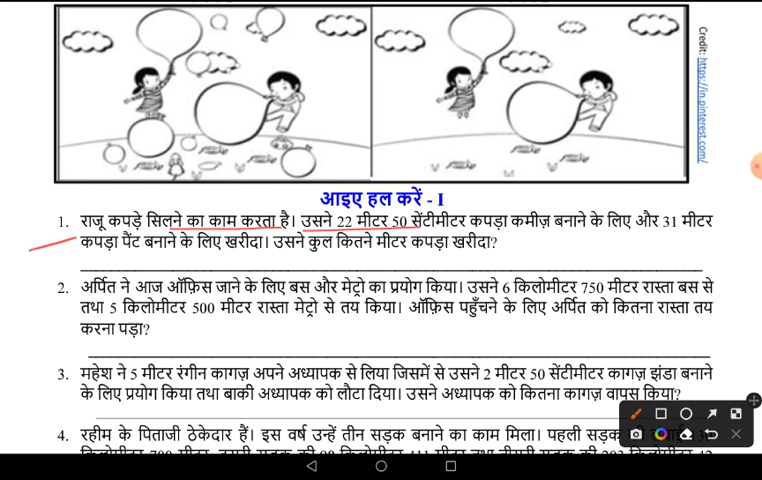 Credit: https://in.pinterest.com/
आइए हल करें - I
1. राजू कपड़े सिलने का काम करता है। उसने 22 मीटर 50 सेंटीमीटर कपड़ा कमीज़ बनाने के लिए और 31 मीटर
कपड़ा पैंट बनाने के लिए खरीदा। उसने कुल कितने मीटर कपड़ा खरीदा?
2. अर्पित ने आज ऑफ़िस जाने के लिए बस और मेट्रो का प्रयोग किया। उसने 6 किलोमीटर 750 मीटर रास्ता बस से
तथा 5 किलोमीटर 500 मीटर रास्ता मेट्रो से तय किया। ऑफ़िस पहुँचने के लिए अर्पित को कितना रास्ता तय
करना पड़ा?
3. महेश ने 5 मीटर रंगीन कागज़ अपने अध्यापक से लिया जिसमें से उसने 2 मीटर 50 सेंटीमीटर कागज़ झंडा बनाने
के लिए प्रयोग किया तथा बाकी अध्यापक को लौटा दिया। उसने अध्यापक को कितना कागज़ वापस किया?
4. रहीम के पिताजी ठेकेदार हैं। इस वर्ष उन्हें तीन सड़क बनाने का काम मिला। पहली सड़क